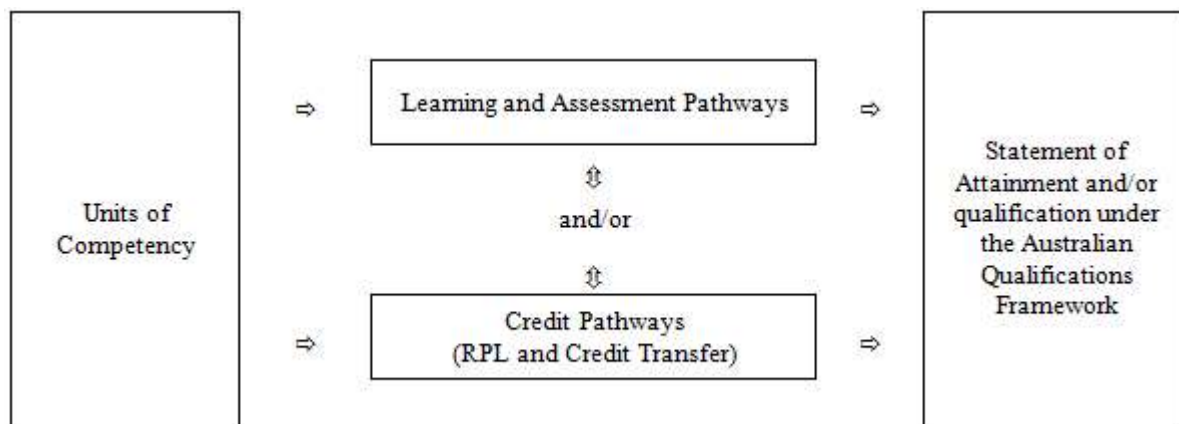 Units of
Competency
Learning and Assessment Pathways
and/or
Credit Pathways
(RPL and Credit Transfer)
Statement of
Attainment and/or
qualification under
the Australian
Qualifications
Framework